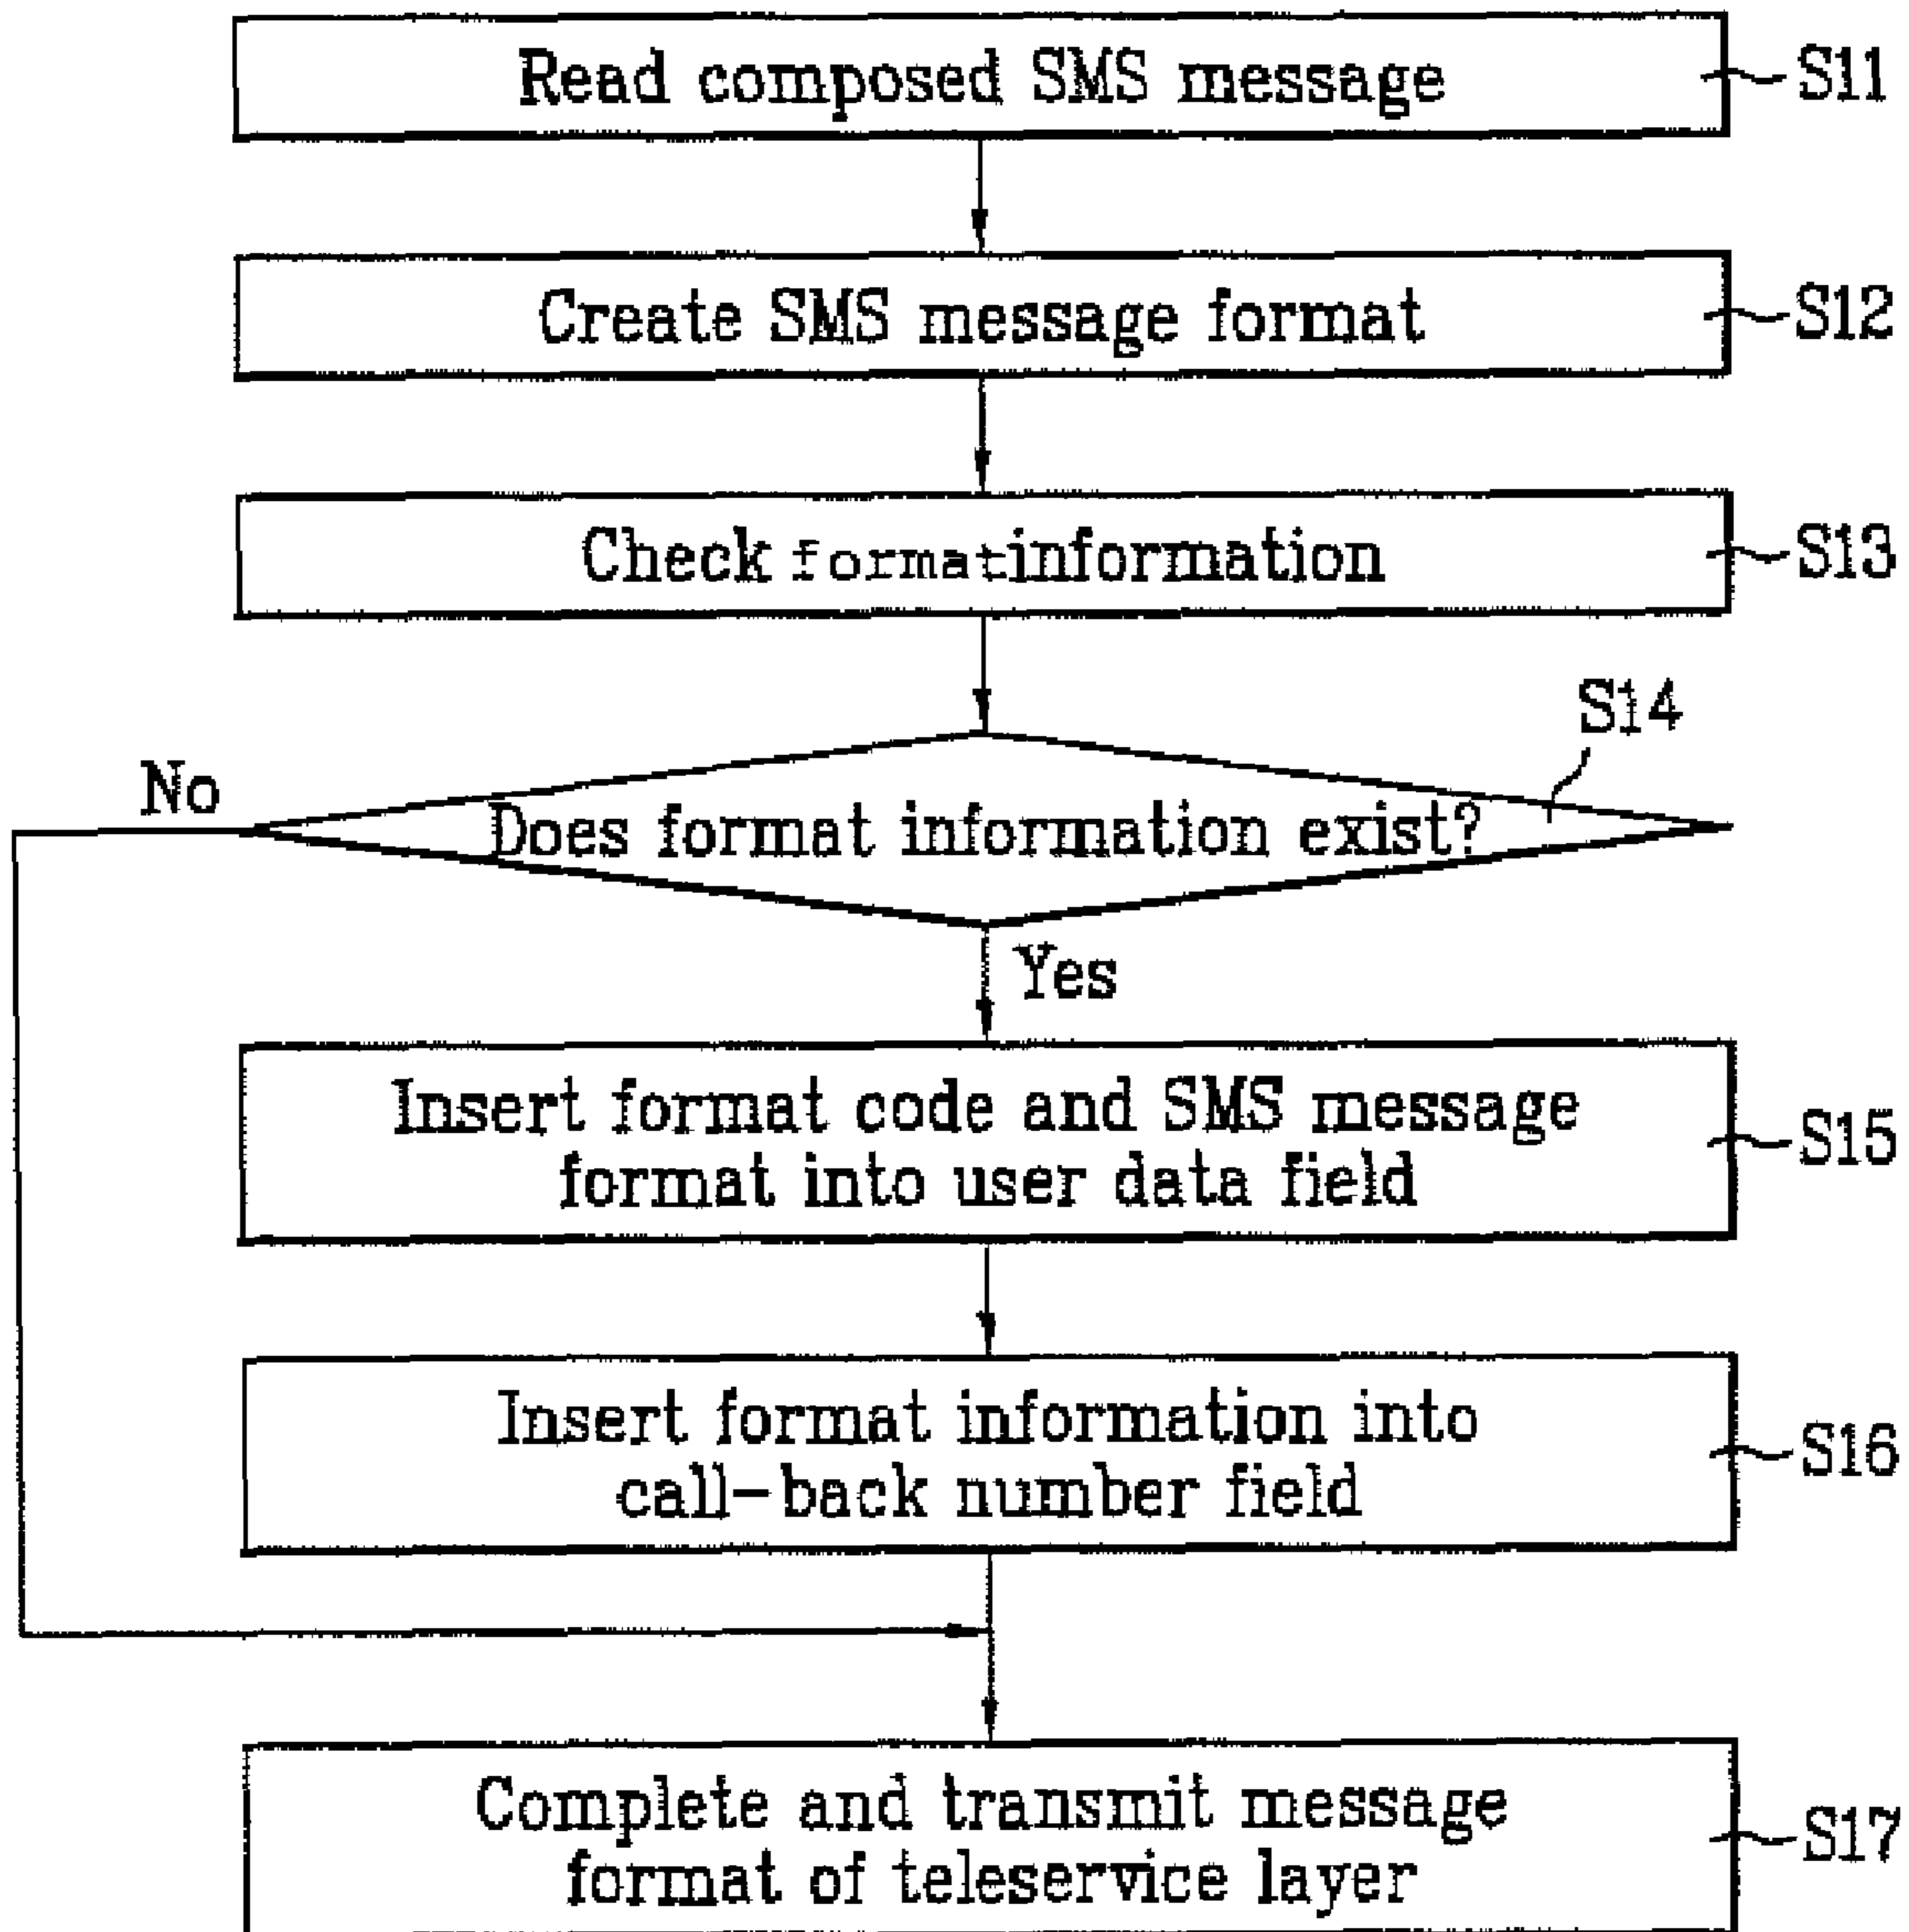 Read composed SMS message
S11
Create SMS message format
S12
Check format information
S13
S14
No
Does format information exist?
Yes
Insert format code and SMS message
format into user data field
S15
Insert format information into
call-back number field
S16
Complete and transmit message
format of teleservice layer
S17